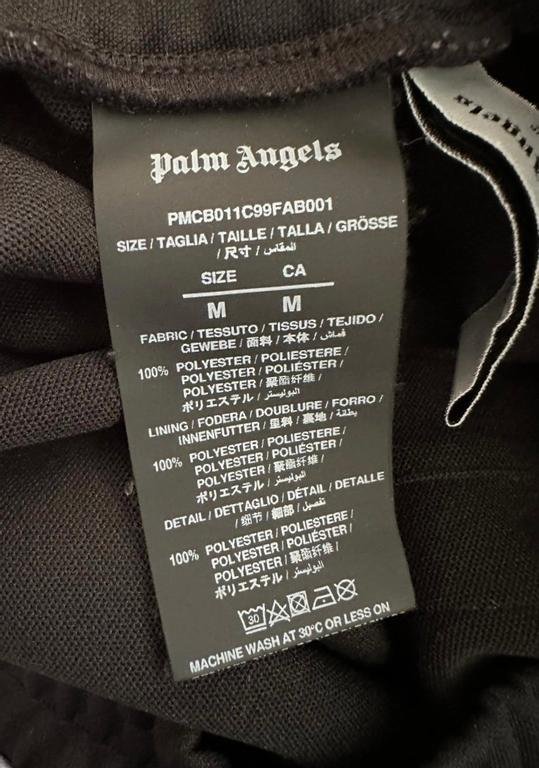 Palm Angels
PMCB011C99FAB001
SIZE / TAGLIA / TAILLE / TALLA / GRÖSSE
/ 尺寸 / المقاس
SIZE CA
M M
FABRIC / TESSUTO / TISSUS / TEJIDO /
GEWEBE / 面料 / 本体 / قماش
100% POLYESTER / POLIESTERE /
POLYESTER / POLIÉSTER /
POLYESTER / 聚酯纤维 /
ポリエステル / البوليستر
LINING / FODERA / DOUBLURE / FORRO /
INNENFUTTER / 里料 / 裏地 / بطانة
100% POLYESTER / POLIESTERE /
POLYESTER / POLIÉSTER /
POLYESTER / 聚酯纤维 /
ポリエステル / البوليستر
DETAIL / DETTAGLIO / DÉTAIL / DETALLE
/ 细节 / 細部 / تفصيل
100% POLYESTER / POLIESTERE /
POLYESTER / POLIÉSTER /
POLYESTER / 聚酯纤维 /
ポリエステル / البوليستر
30
MACHINE WASH AT 30°C OR LESS ON